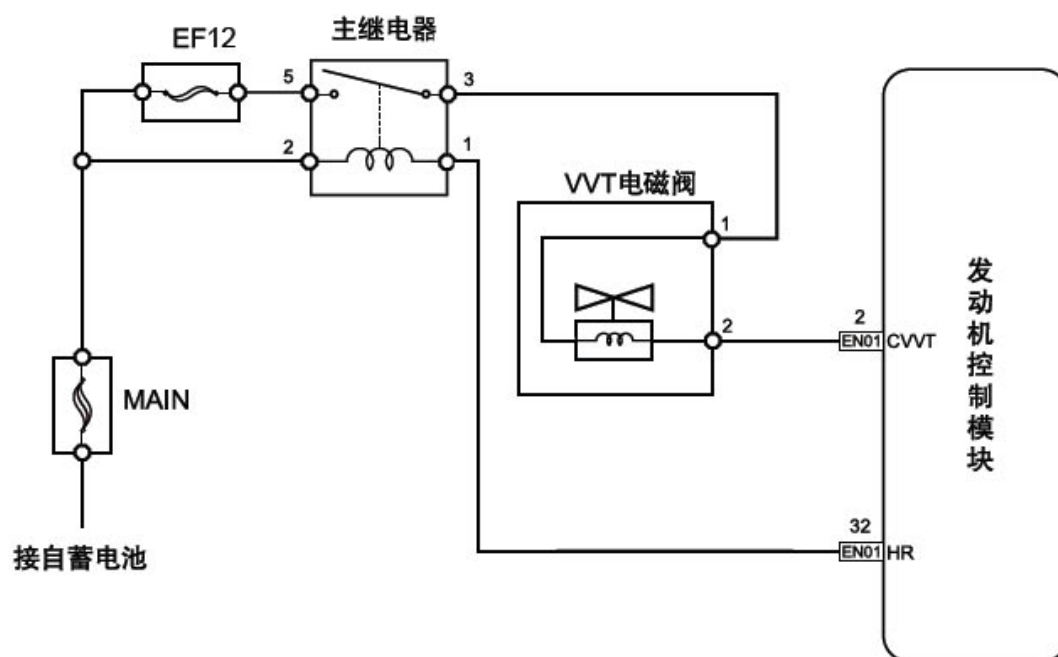 主继电器
EF12
5
3
2
1
VVT电磁阀
1
2
发动机控制模块
2
EN01 CVVT
MAIN
32
EN01 HR
接自蓄电池